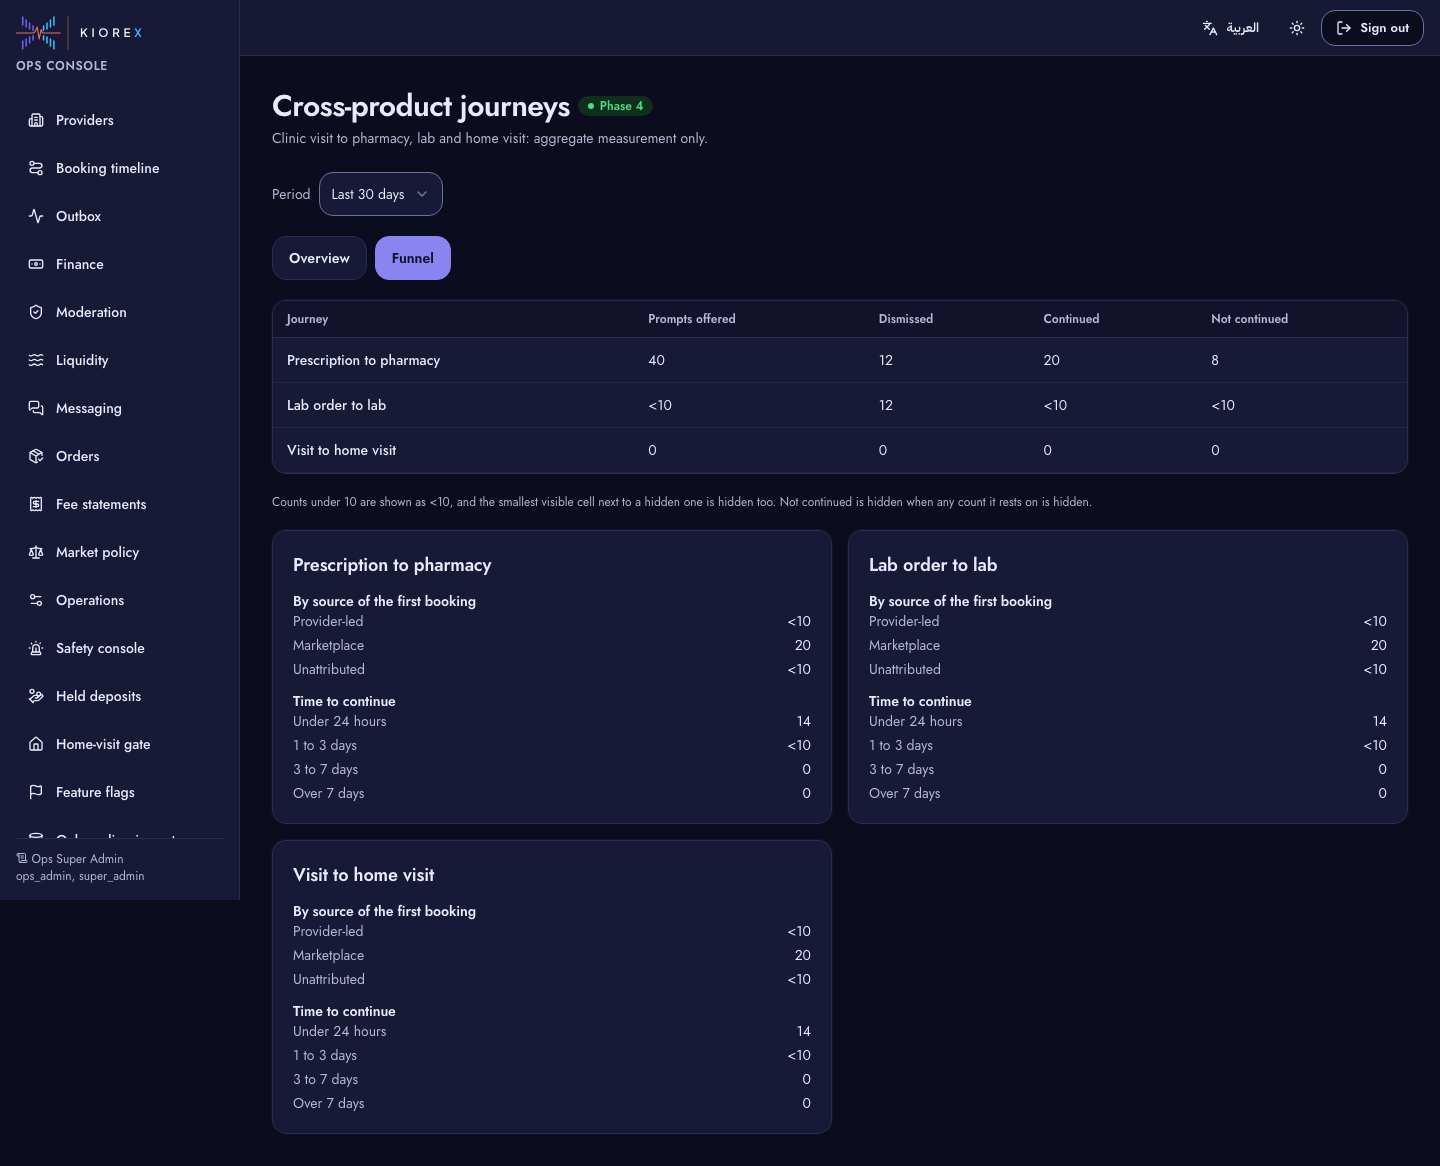 KIOREX
OPS CONSOLE
العربية
Sign out
Providers
Booking timeline
Outbox
Finance
Moderation
Liquidity
Messaging
Orders
Fee statements
Market policy
Operations
Safety console
Held deposits
Home-visit gate
Feature flags
Ops Super Admin
ops_admin, super_admin
Cross-product journeys Phase 4
Clinic visit to pharmacy, lab and home visit: aggregate measurement only.
Period Last 30 days
Overview Funnel
Journey Prompts offered Dismissed Continued Not continued
Prescription to pharmacy 40 12 20 8
Lab order to lab <10 12 <10 <10
Visit to home visit 0 0 0 0
Counts under 10 are shown as <10, and the smallest visible cell next to a hidden one is hidden too. Not continued is hidden when any count it rests on is hidden.
Prescription to pharmacy
By source of the first booking
Provider-led <10
Marketplace 20
Unattributed <10
Time to continue
Under 24 hours 14
1 to 3 days <10
3 to 7 days 0
Over 7 days 0
Lab order to lab
By source of the first booking
Provider-led <10
Marketplace 20
Unattributed <10
Time to continue
Under 24 hours 14
1 to 3 days <10
3 to 7 days 0
Over 7 days 0
Visit to home visit
By source of the first booking
Provider-led <10
Marketplace 20
Unattributed <10
Time to continue
Under 24 hours 14
1 to 3 days <10
3 to 7 days 0
Over 7 days 0